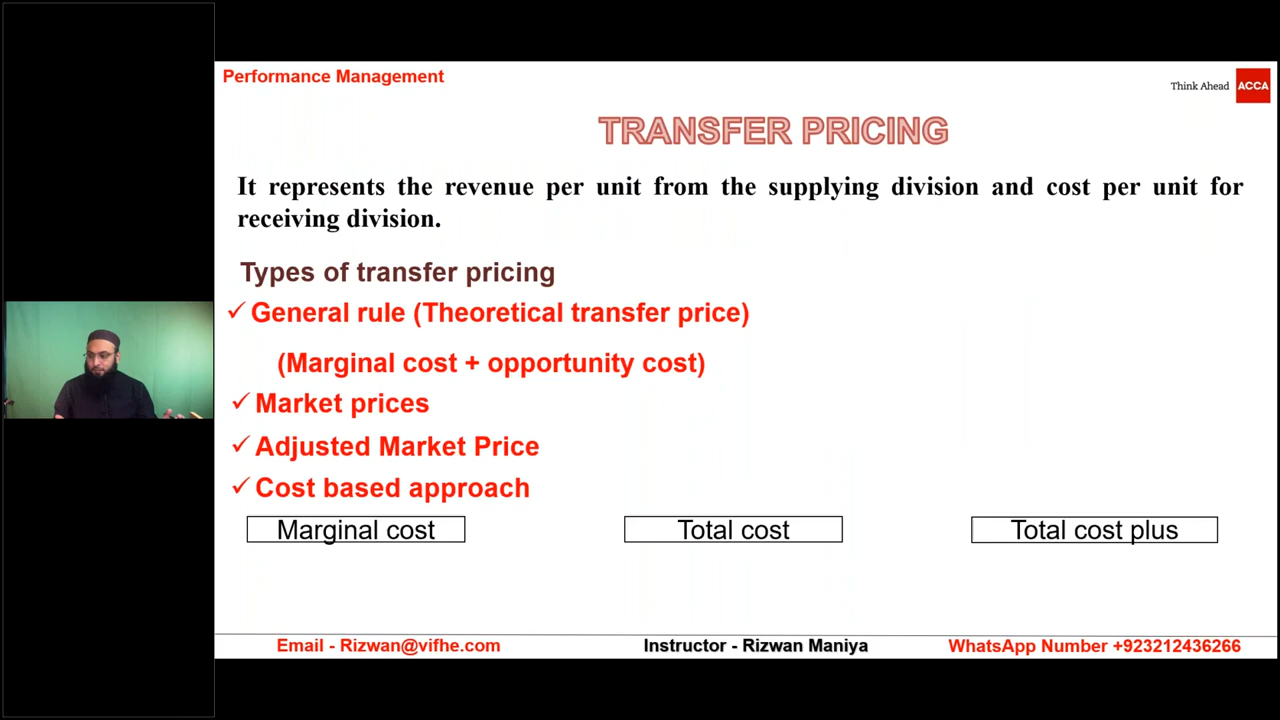 Performance Management
Think Ahead ACCA
TRANSFER PRICING
It represents the revenue per unit from the supplying division and cost per unit for
receiving division.
Types of transfer pricing
✓ General rule (Theoretical transfer price)
(Marginal cost + opportunity cost)
✓ Market prices
✓ Adjusted Market Price
✓ Cost based approach
Marginal cost Total cost Total cost plus
Email - Rizwan@vifhe.com Instructor - Rizwan Maniya WhatsApp Number +923212436266